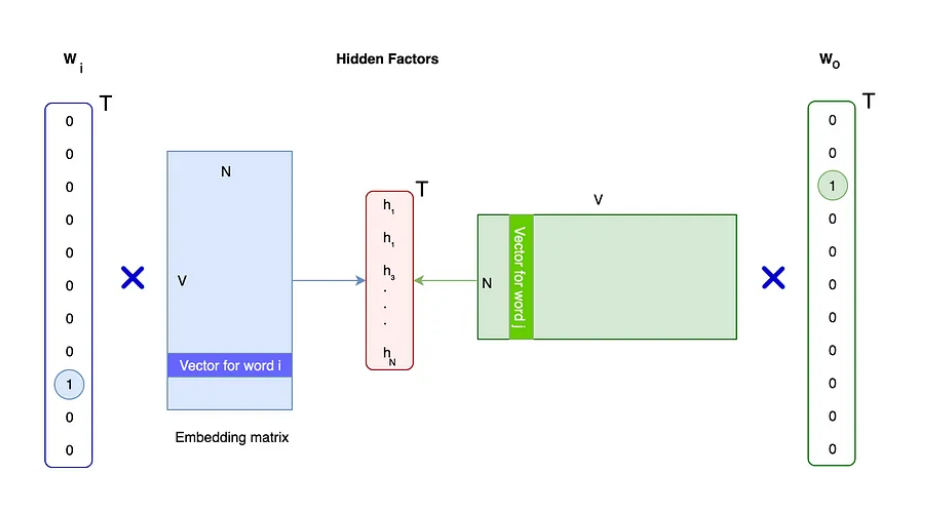 W i
Hidden Factors
W o
T
0
0
0
0
0
0
0
0
1
0
0
N
V
Vector for word i
Embedding matrix
T
h 1
h 1
h 3
.
.
.
h N
V
N
Vector for word j
T
0
0
1
0
0
0
0
0
0
0
0